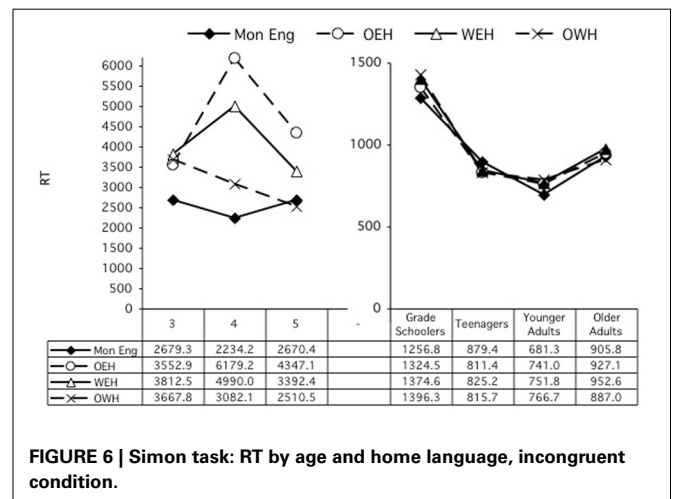 Mon Eng OEH WEH OWH
6000
5500
5000
4500
4000
3500
3000
2500
2000
1500
1000
500
0
RT
1500
1000
500
0
3 4 5 - Grade Schoolers Teenagers Younger Adults Older Adults
Mon Eng 2679.3 2234.2 2670.4 1256.8 879.4 681.3 905.8
OEH 3552.9 6179.2 4347.1 1324.5 811.4 741.0 927.1
WEH 3812.5 4990.0 3392.4 1374.6 825.2 751.8 952.6
OWH 3667.8 3082.1 2510.5 1396.3 815.7 766.7 887.0
FIGURE 6 | Simon task: RT by age and home language, incongruent
condition.